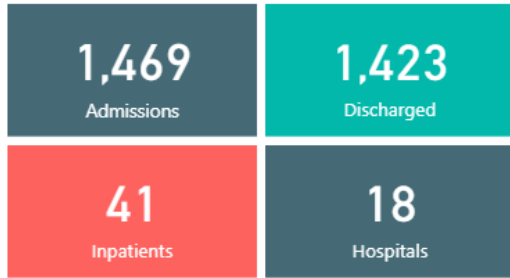 1,469
Admissions
1,423
Discharged
41
Inpatients
18
Hospitals